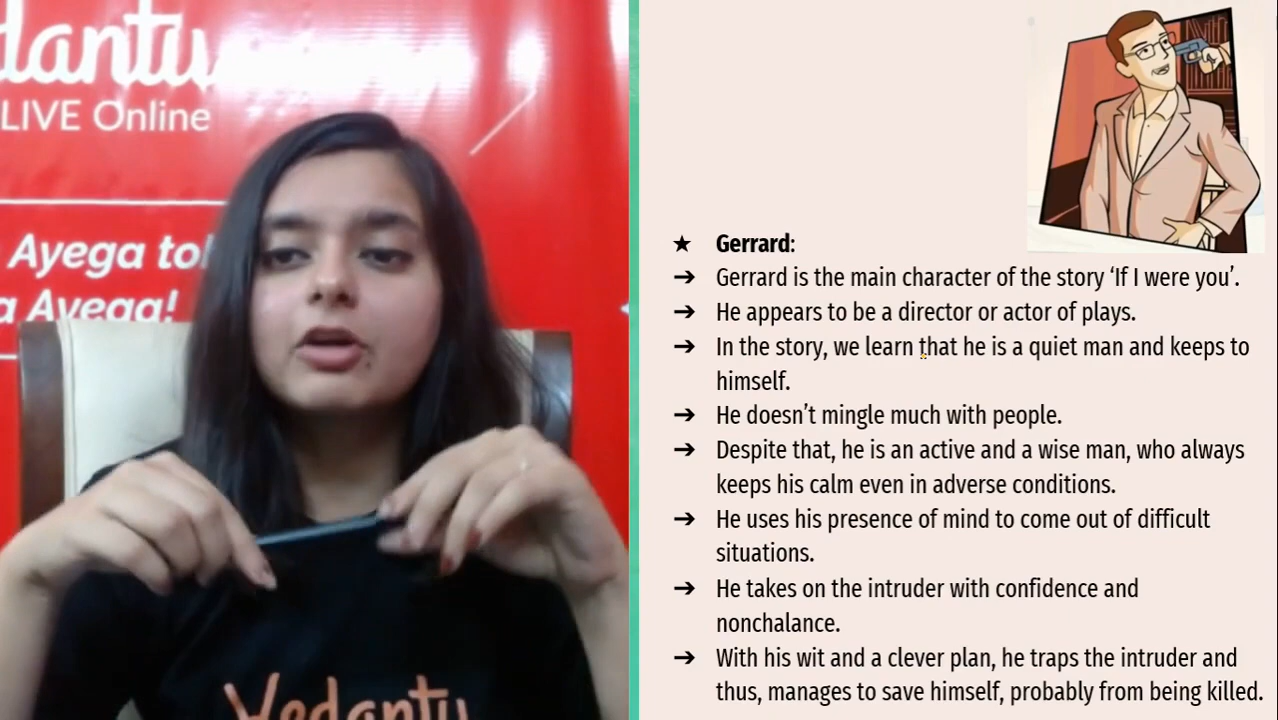 dantu
LIVE Online
Ayega to
a Ayega!
Vedantu
★ Gerrard:
➔ Gerrard is the main character of the story ‘If I were you’.
➔ He appears to be a director or actor of plays.
➔ In the story, we learn that he is a quiet man and keeps to
himself.
➔ He doesn’t mingle much with people.
➔ Despite that, he is an active and a wise man, who always
keeps his calm even in adverse conditions.
➔ He uses his presence of mind to come out of difficult
situations.
➔ He takes on the intruder with confidence and
nonchalance.
➔ With his wit and a clever plan, he traps the intruder and
thus, manages to save himself, probably from being killed.